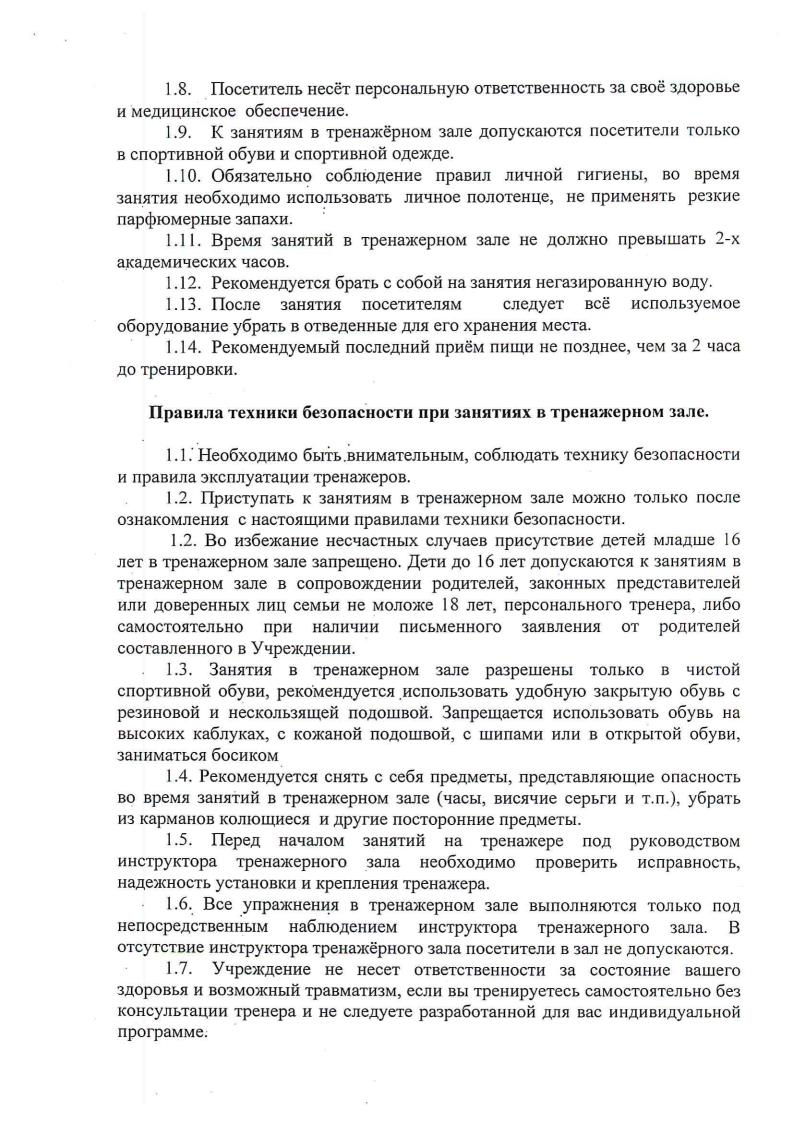 1.8. Посетитель несёт персональную ответственность за своё здоровье
и медицинское обеспечение.
1.9. К занятиям в тренажёрном зале допускаются посетители только
в спортивной обуви и спортивной одежде.
1.10. Обязательно соблюдение правил личной гигиены, во время
занятия необходимо использовать личное полотенце, не применять резкие
парфюмерные запахи.
1.11. Время занятий в тренажерном зале не должно превышать 2-х
академических часов.
1.12. Рекомендуется брать с собой на занятия негазированную воду.
1.13. После занятия посетителям следует всё используемое
оборудование убрать в отведенные для его хранения места.
1.14. Рекомендуемый последний приём пищи не позднее, чем за 2 часа
до тренировки.
Правила техники безопасности при занятиях в тренажерном зале.
1.1. Необходимо быть внимательным, соблюдать технику безопасности
и правила эксплуатации тренажеров.
1.2. Приступать к занятиям в тренажерном зале можно только после
ознакомления с настоящими правилами техники безопасности.
1.2. Во избежание несчастных случаев присутствие детей младше 16
лет в тренажерном зале запрещено. Дети до 16 лет допускаются к занятиям в
тренажерном зале в сопровождении родителей, законных представителей
или доверенных лиц семьи не моложе 18 лет, персонального тренера, либо
самостоятельно при наличии письменного заявления от родителей
составленного в Учреждении.
1.3. Занятия в тренажерном зале разрешены только в чистой
спортивной обуви, рекомендуется использовать удобную закрытую обувь с
резиновой и нескользящей подошвой. Запрещается использовать обувь на
высоких каблуках, с кожаной подошвой, с шипами или в открытой обуви,
заниматься босиком
1.4. Рекомендуется снять с себя предметы, представляющие опасность
во время занятий в тренажерном зале (часы, висячие серьги и т.п.), убрать
из карманов колющиеся и другие посторонние предметы.
1.5. Перед началом занятий на тренажере под руководством
инструктора тренажерного зала необходимо проверить исправность,
надежность установки и крепления тренажера.
1.6. Все упражнения в тренажерном зале выполняются только под
непосредственным наблюдением инструктора тренажерного зала. В
отсутствие инструктора тренажёрного зала посетители в зал не допускаются.
1.7. Учреждение не несет ответственности за состояние вашего
здоровья и возможный травматизм, если вы тренируетесь самостоятельно без
консультации тренера и не следуете разработанной для вас индивидуальной
программе.